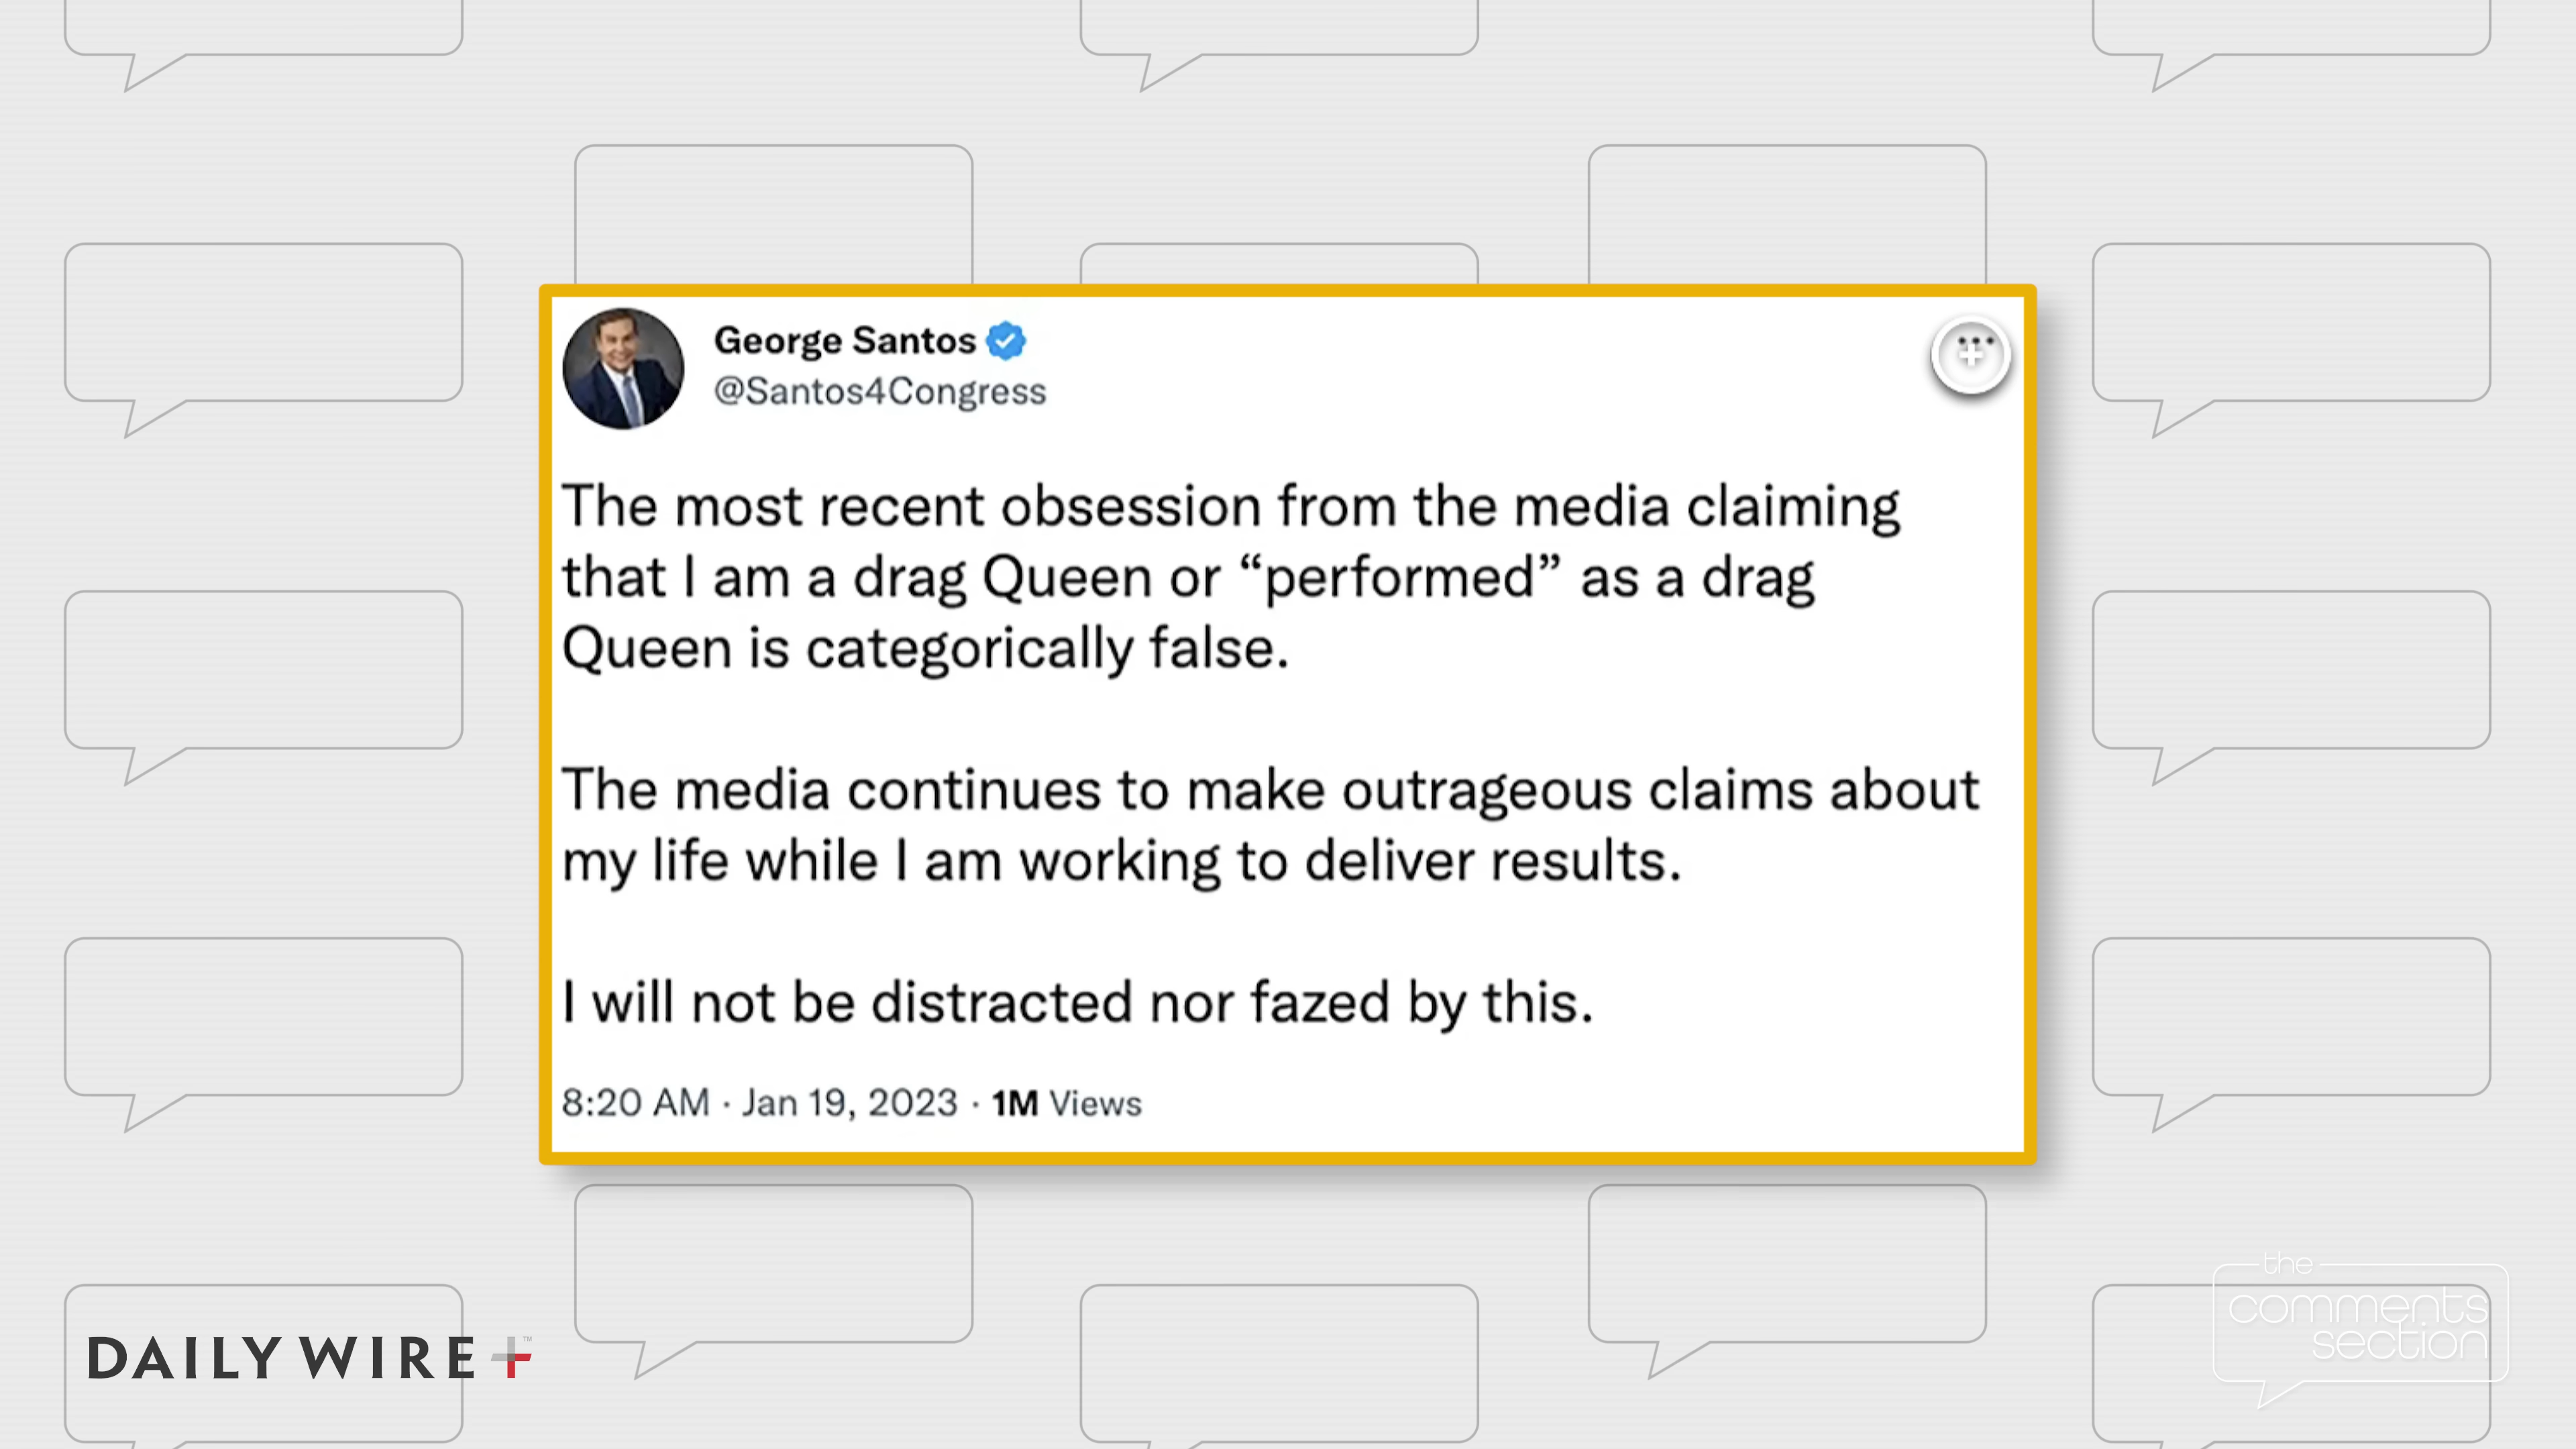 George Santos
@Santos4Congress
The most recent obsession from the media claiming
that I am a drag Queen or “performed” as a drag
Queen is categorically false.
The media continues to make outrageous claims about
my life while I am working to deliver results.
I will not be distracted nor fazed by this.
8:20 AM · Jan 19, 2023 · 1M Views
DAILY WIRE+™
the
comments
section